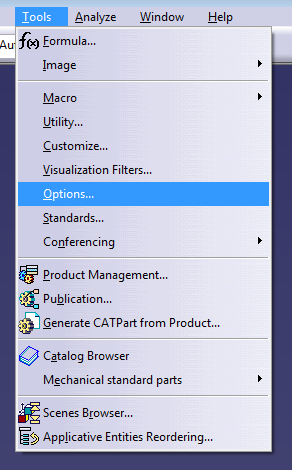 Tools Analyze Window Help
Au
f(x) Formula...
Image
Macro
Utility...
Customize...
Visualization Filters...
Options...
Standards...
Conferencing
Product Management...
Publication...
Generate CATPart from Product...
Catalog Browser
Mechanical standard parts
Scenes Browser...
Applicative Entities Reordering...